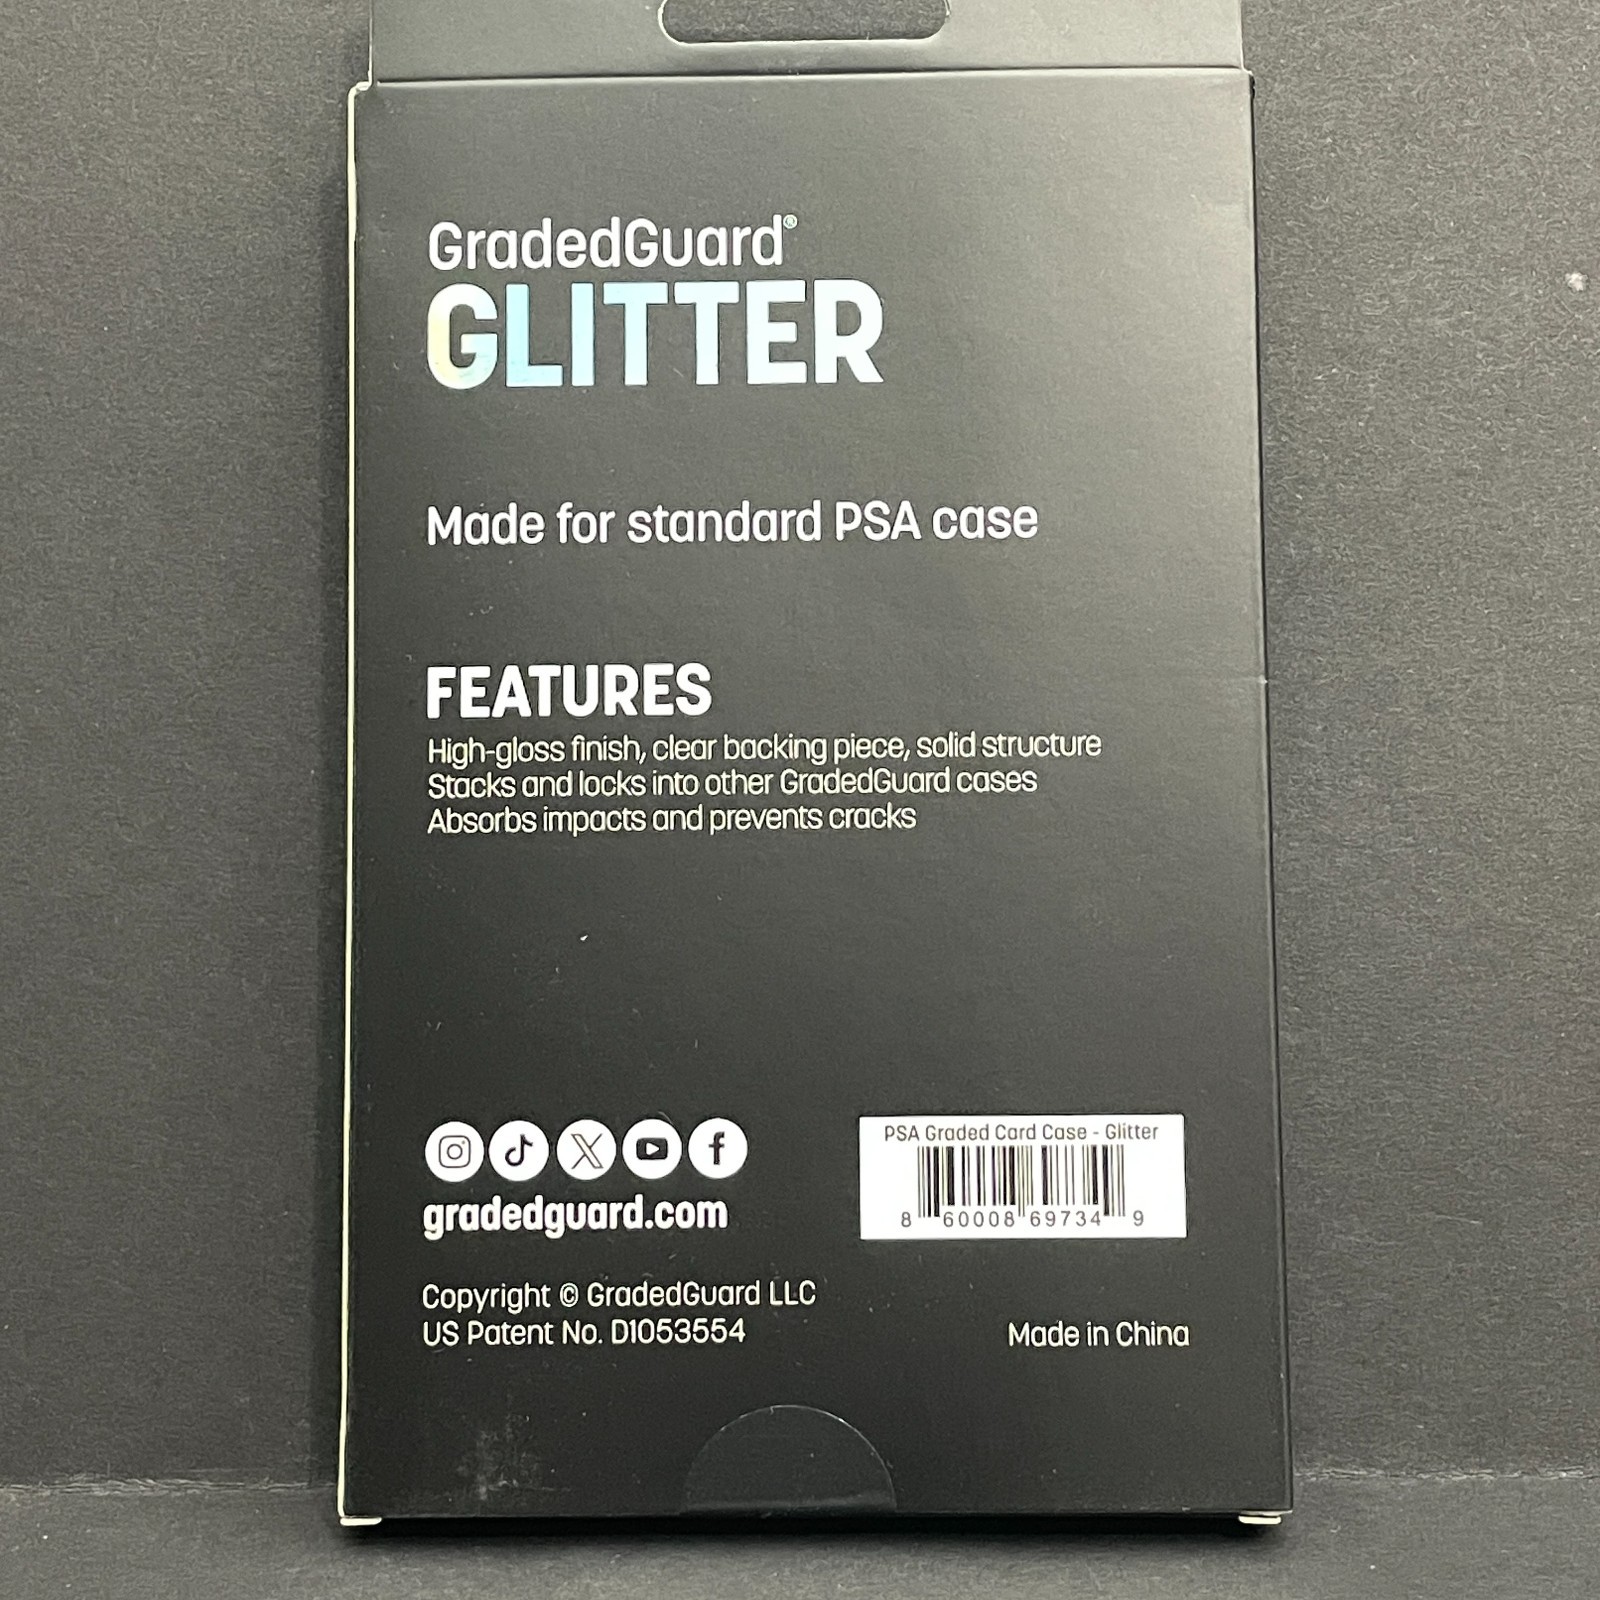 GradedGuard®
GLITTER
Made for standard PSA case
FEATURES
High-gloss finish, clear backing piece, solid structure
Stacks and locks into other GradedGuard cases
Absorbs impacts and prevents cracks
gradedguard.com
PSA Graded Card Case - Glitter
8 60008 69734 9
Copyright © GradedGuard LLC
US Patent No. D1053554
Made in China